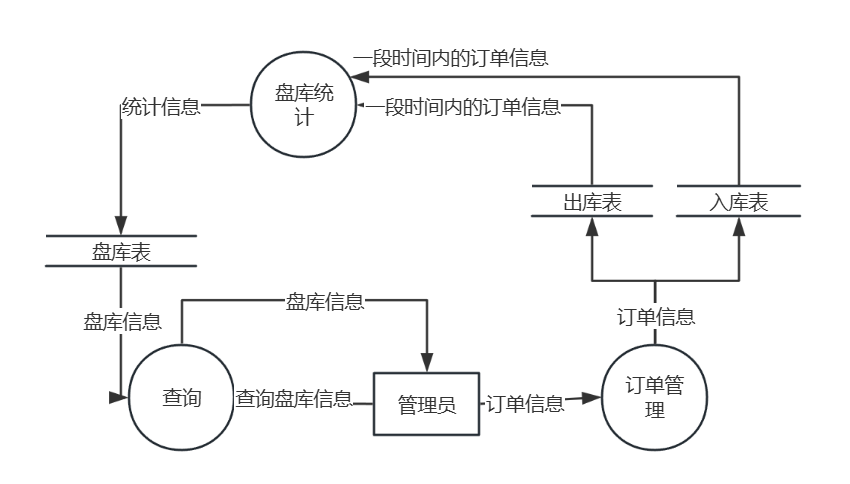 一段时间内的订单信息
盘库统
计
统计信息
一段时间内的订单信息
出库表
入库表
盘库表
盘库信息
盘库信息
订单信息
查询
查询盘库信息
管理员
订单信息
订单管
理